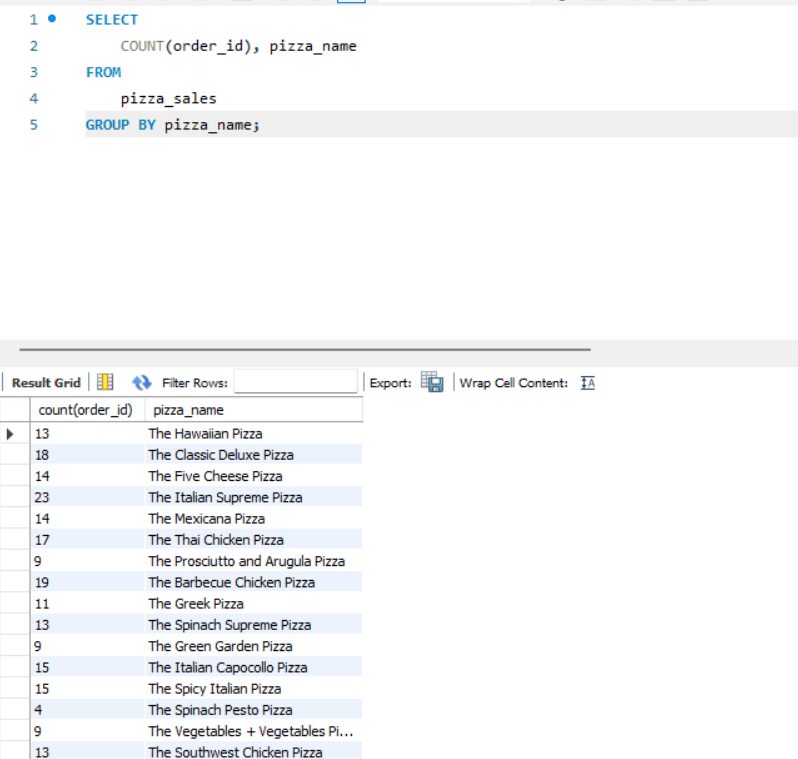 1 SELECT
2 COUNT(order_id), pizza_name
3 FROM
4 pizza_sales
5 GROUP BY pizza_name;
Result Grid Filter Rows: Export: Wrap Cell Content: IA
count(order_id) pizza_name
13 The Hawaiian Pizza
18 The Classic Deluxe Pizza
14 The Five Cheese Pizza
23 The Italian Supreme Pizza
14 The Mexicana Pizza
17 The Thai Chicken Pizza
9 The Prosciutto and Arugula Pizza
19 The Barbecue Chicken Pizza
11 The Greek Pizza
13 The Spinach Supreme Pizza
9 The Green Garden Pizza
15 The Italian Capocollo Pizza
15 The Spicy Italian Pizza
4 The Spinach Pesto Pizza
9 The Vegetables + Vegetables Pi...
13 The Southwest Chicken Pizza